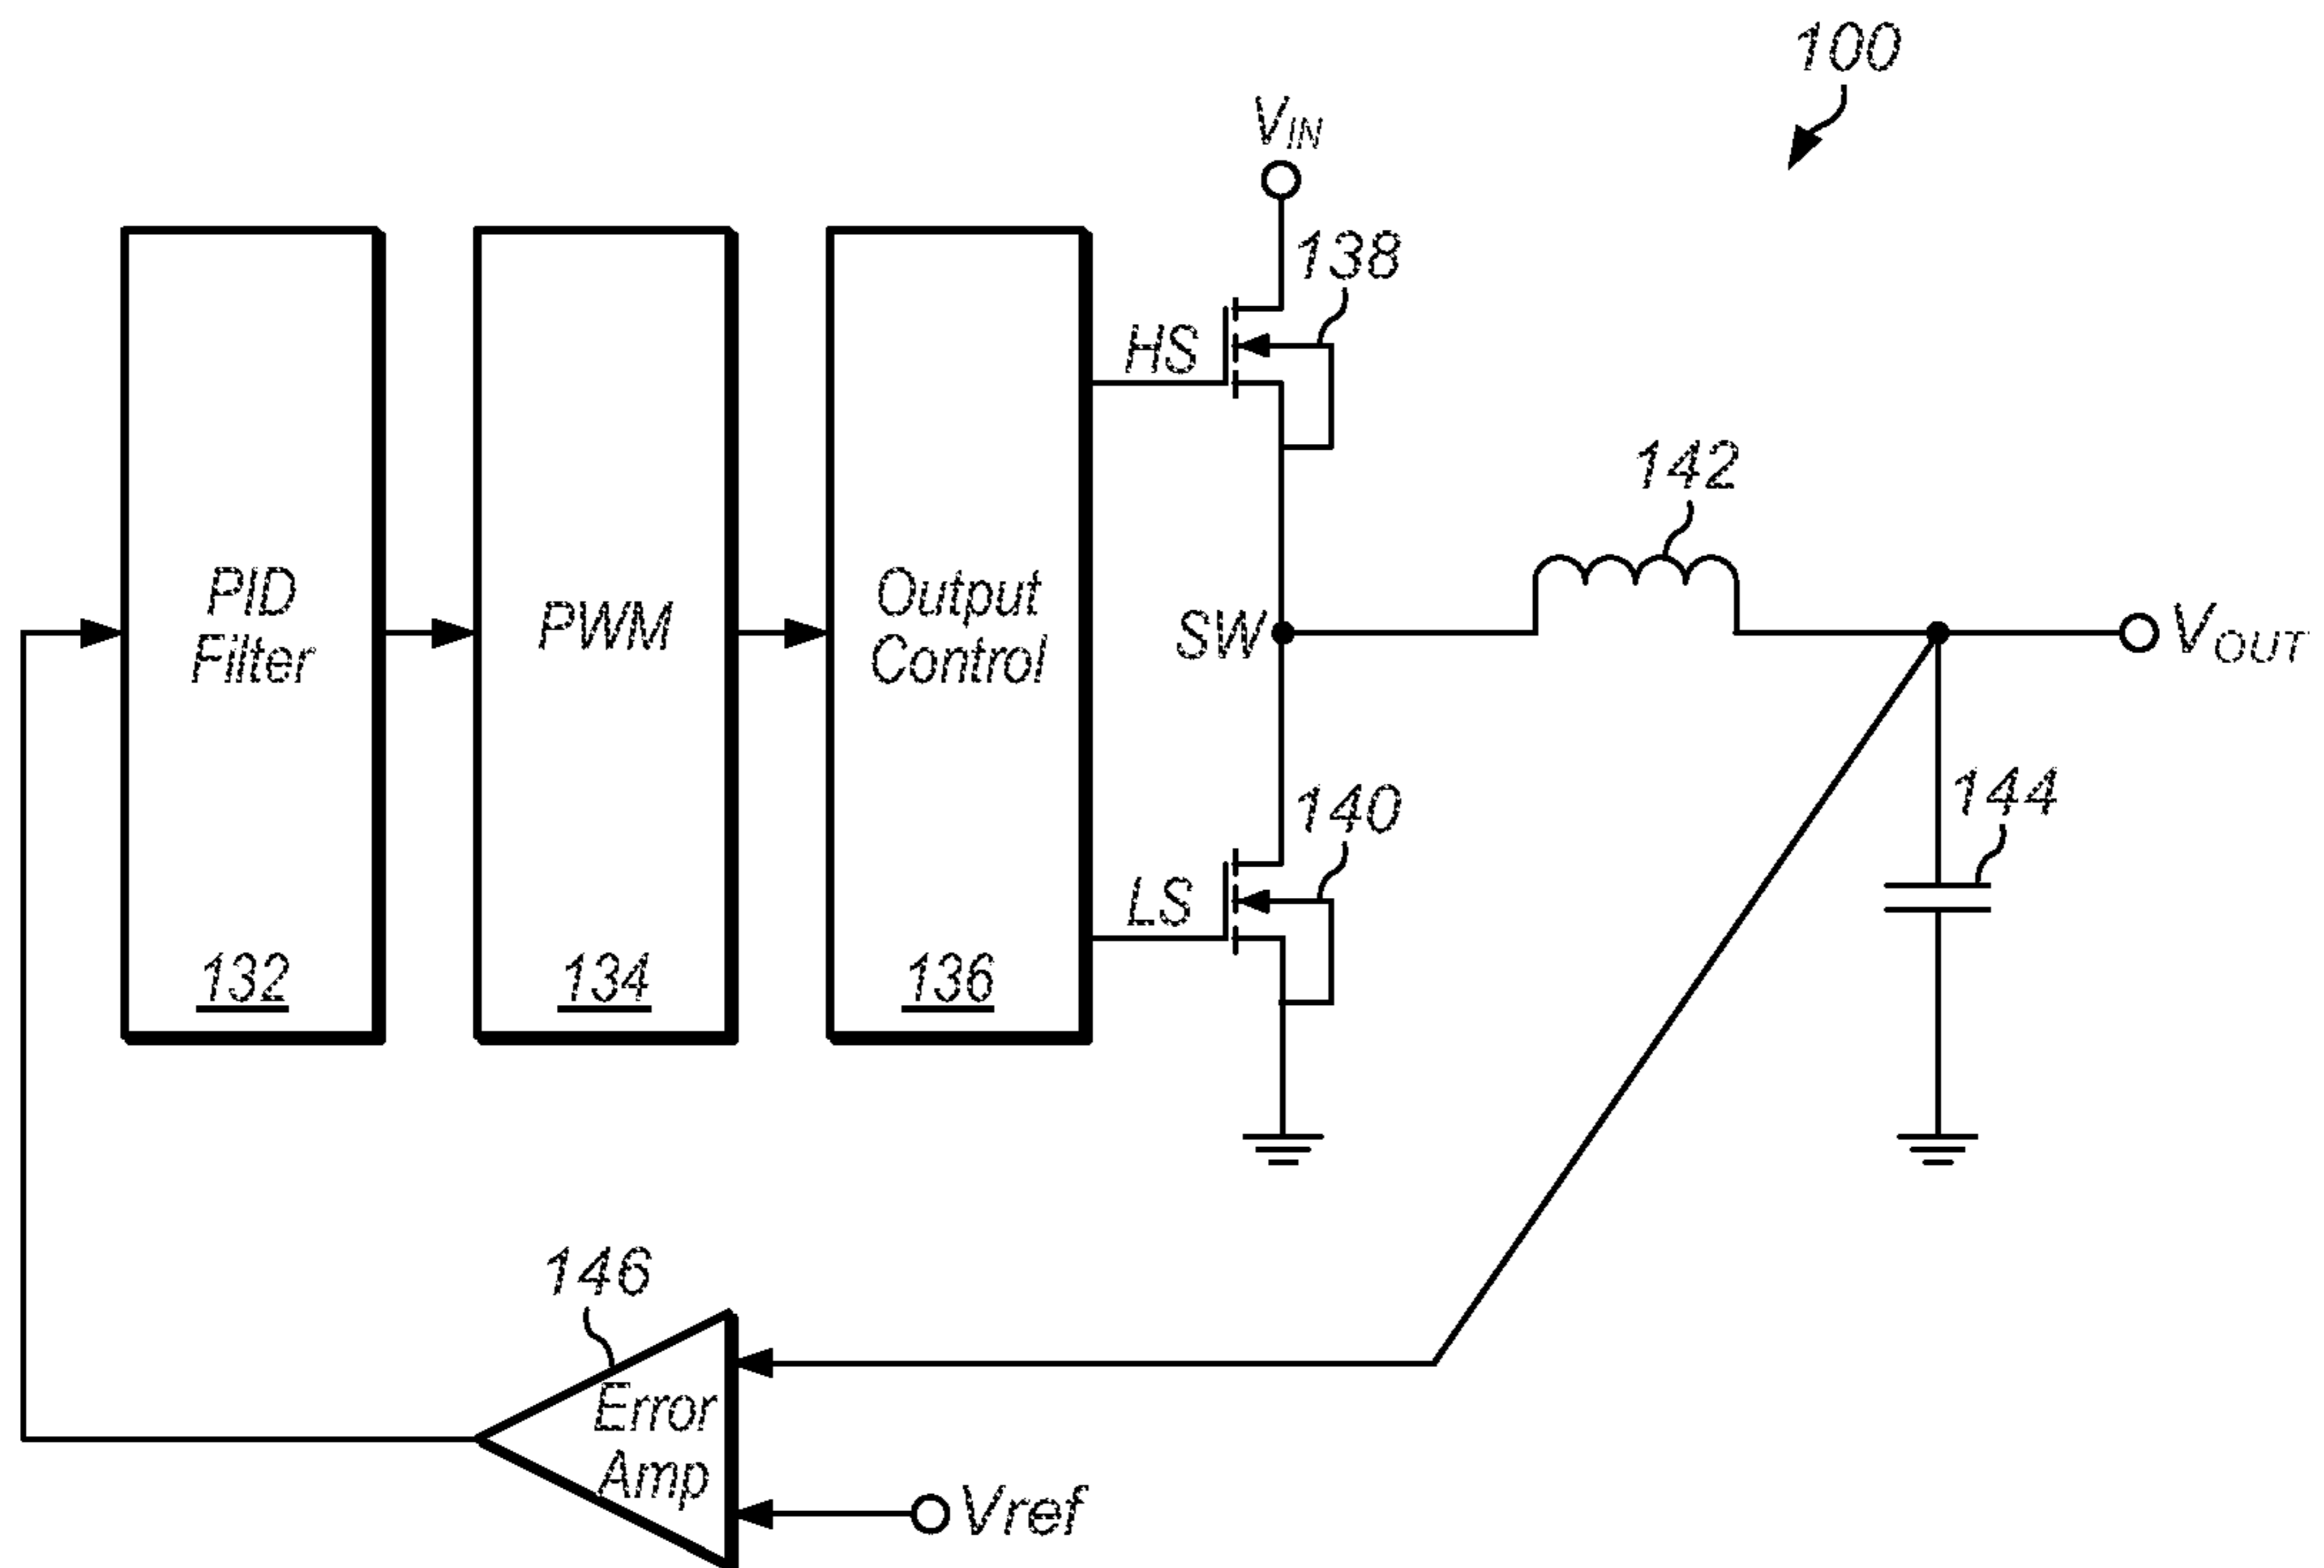 100
VIN
138
HS
142
PID
Filter
PWM
Output
Control
SW
VOUT
140
144
LS
132
134
136
146
Error
Amp
Vref